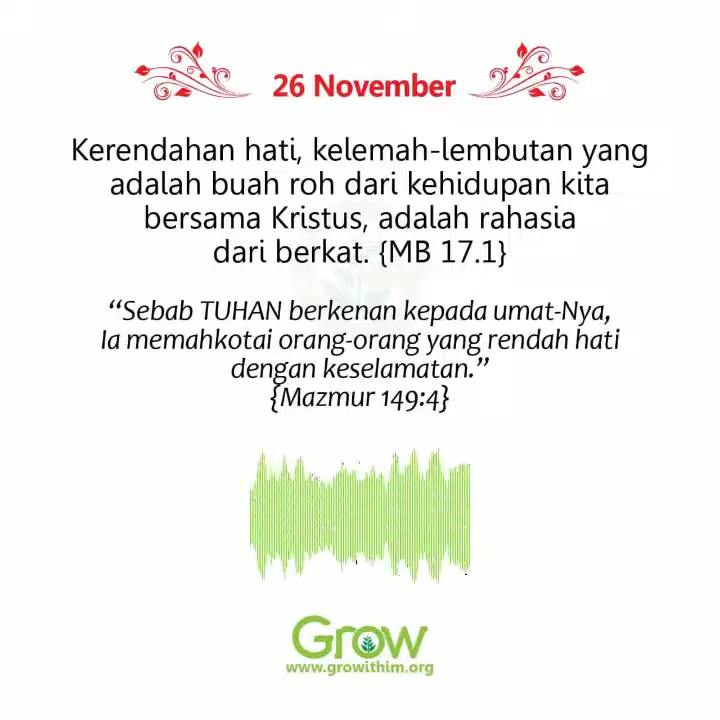 26 November
Kerendahan hati, kelemah-lembutan yang
adalah buah roh dari kehidupan kita
bersama Kristus, adalah rahasia
dari berkat. {MB 17.1}
“Sebab TUHAN berkenan kepada umat-Nya,
Ia memahkotai orang-orang yang rendah hati
dengan keselamatan.”
{Mazmur 149:4}
Grow
www.growithim.org